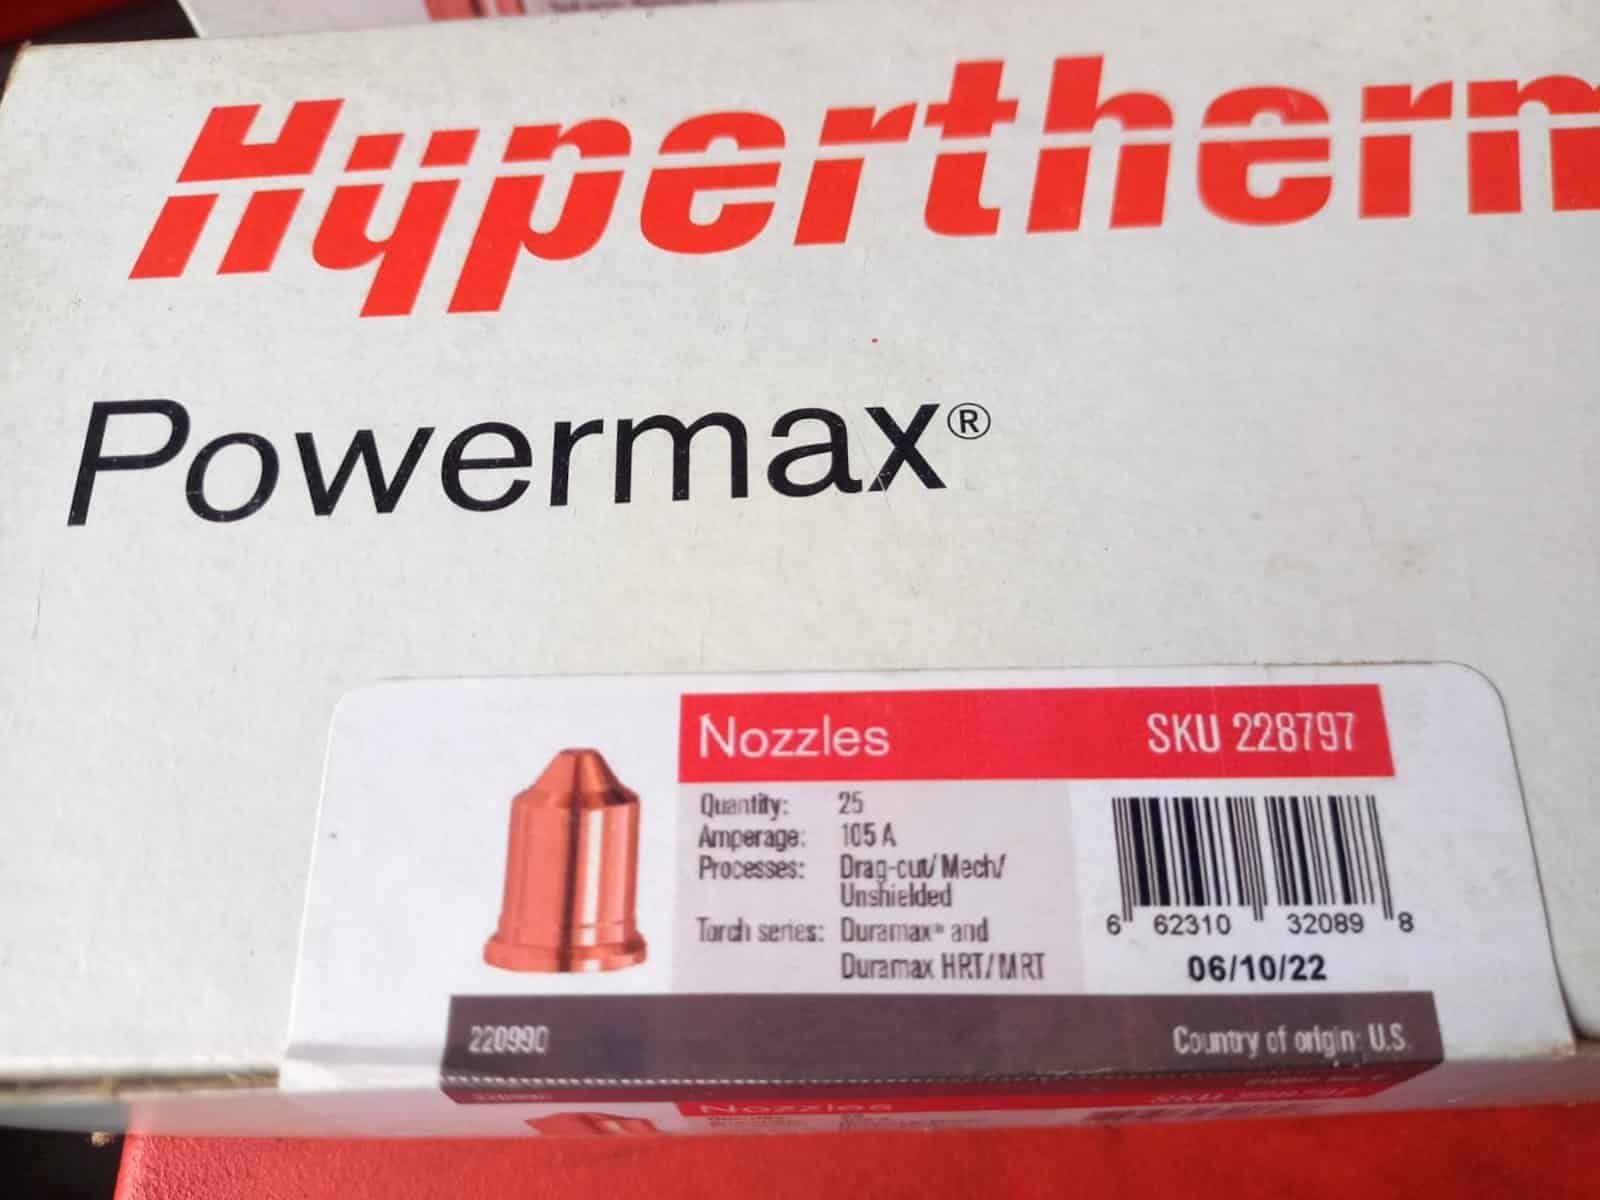 Hypertherm
Powermax®
Nozzles SKU 228797
Quantity: 25
Amperage: 105 A
Processes: Drag-cut/Mech/
Unshielded
Torch series: Duramax® and
Duramax HRT/MRT
6 62310 32089 8
06/10/22
220990 Country of origin: U.S.
Nozzles